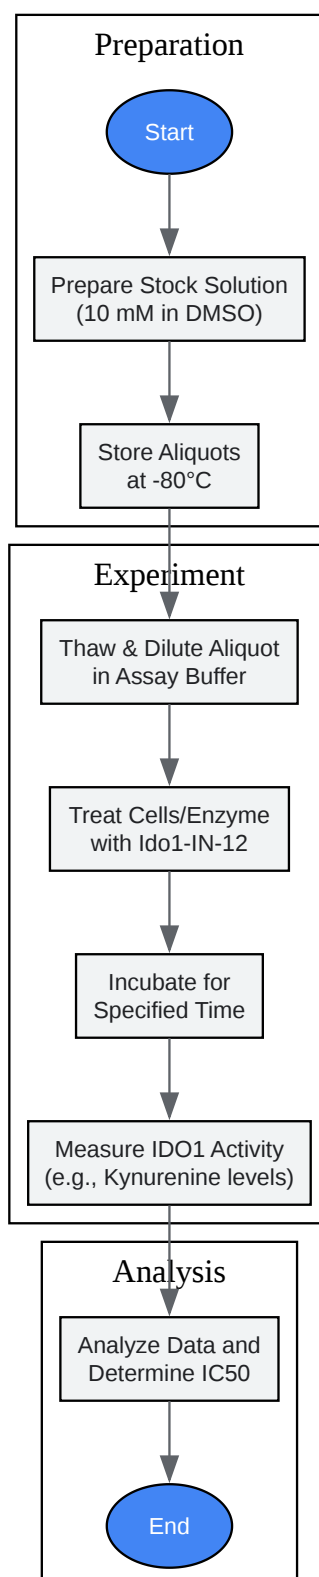 Preparation
Start
Prepare Stock Solution
(10 mM in DMSO)
Store Aliquots
at -80°C
Experiment
Thaw & Dilute Aliquot
in Assay Buffer
Treat Cells/Enzyme
with Ido1-IN-12
Incubate for
Specified Time
Measure IDO1 Activity
(e.g., Kynurenine levels)
Analysis
Analyze Data and
Determine IC50
End